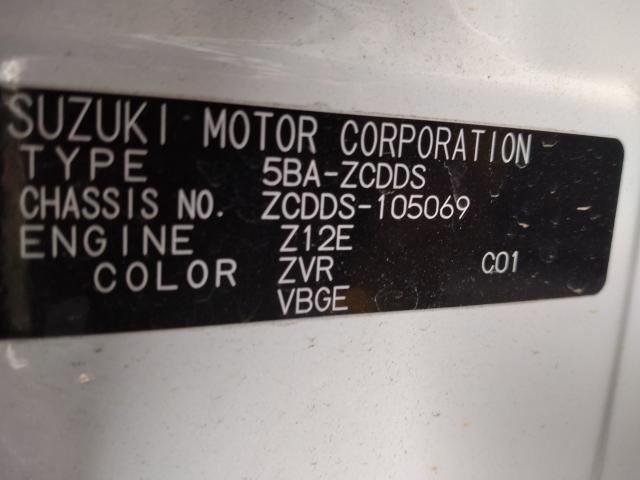 SUZUKI MOTOR CORPORATION
TYPE 5BA-ZCDDS
CHASSIS NO. ZCDDS-105069
ENGINE Z12E
COLOR ZVR C01
VBGE